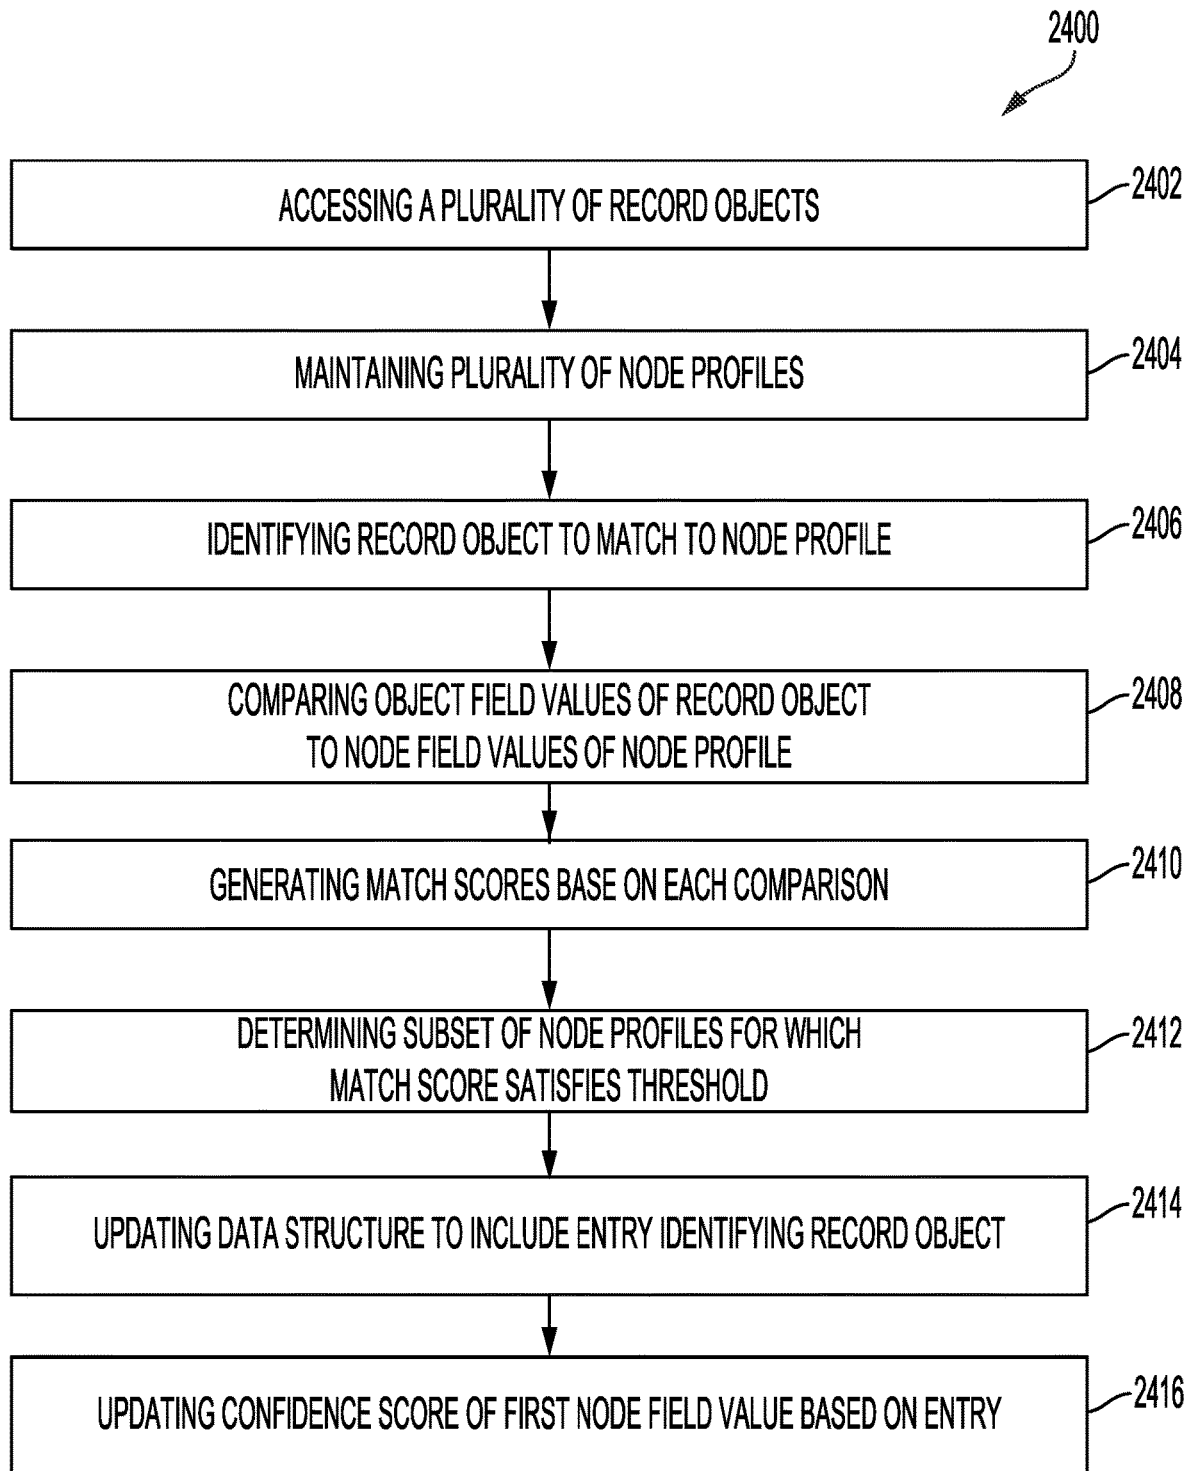 2400
ACCESSING A PLURALITY OF RECORD OBJECTS
2402
MAINTAINING PLURALITY OF NODE PROFILES
2404
IDENTIFYING RECORD OBJECT TO MATCH TO NODE PROFILE
2406
COMPARING OBJECT FIELD VALUES OF RECORD OBJECT
TO NODE FIELD VALUES OF NODE PROFILE
2408
GENERATING MATCH SCORES BASE ON EACH COMPARISON
2410
DETERMINING SUBSET OF NODE PROFILES FOR WHICH
MATCH SCORE SATISFIES THRESHOLD
2412
UPDATING DATA STRUCTURE TO INCLUDE ENTRY IDENTIFYING RECORD OBJECT
2414
UPDATING CONFIDENCE SCORE OF FIRST NODE FIELD VALUE BASED ON ENTRY
2416